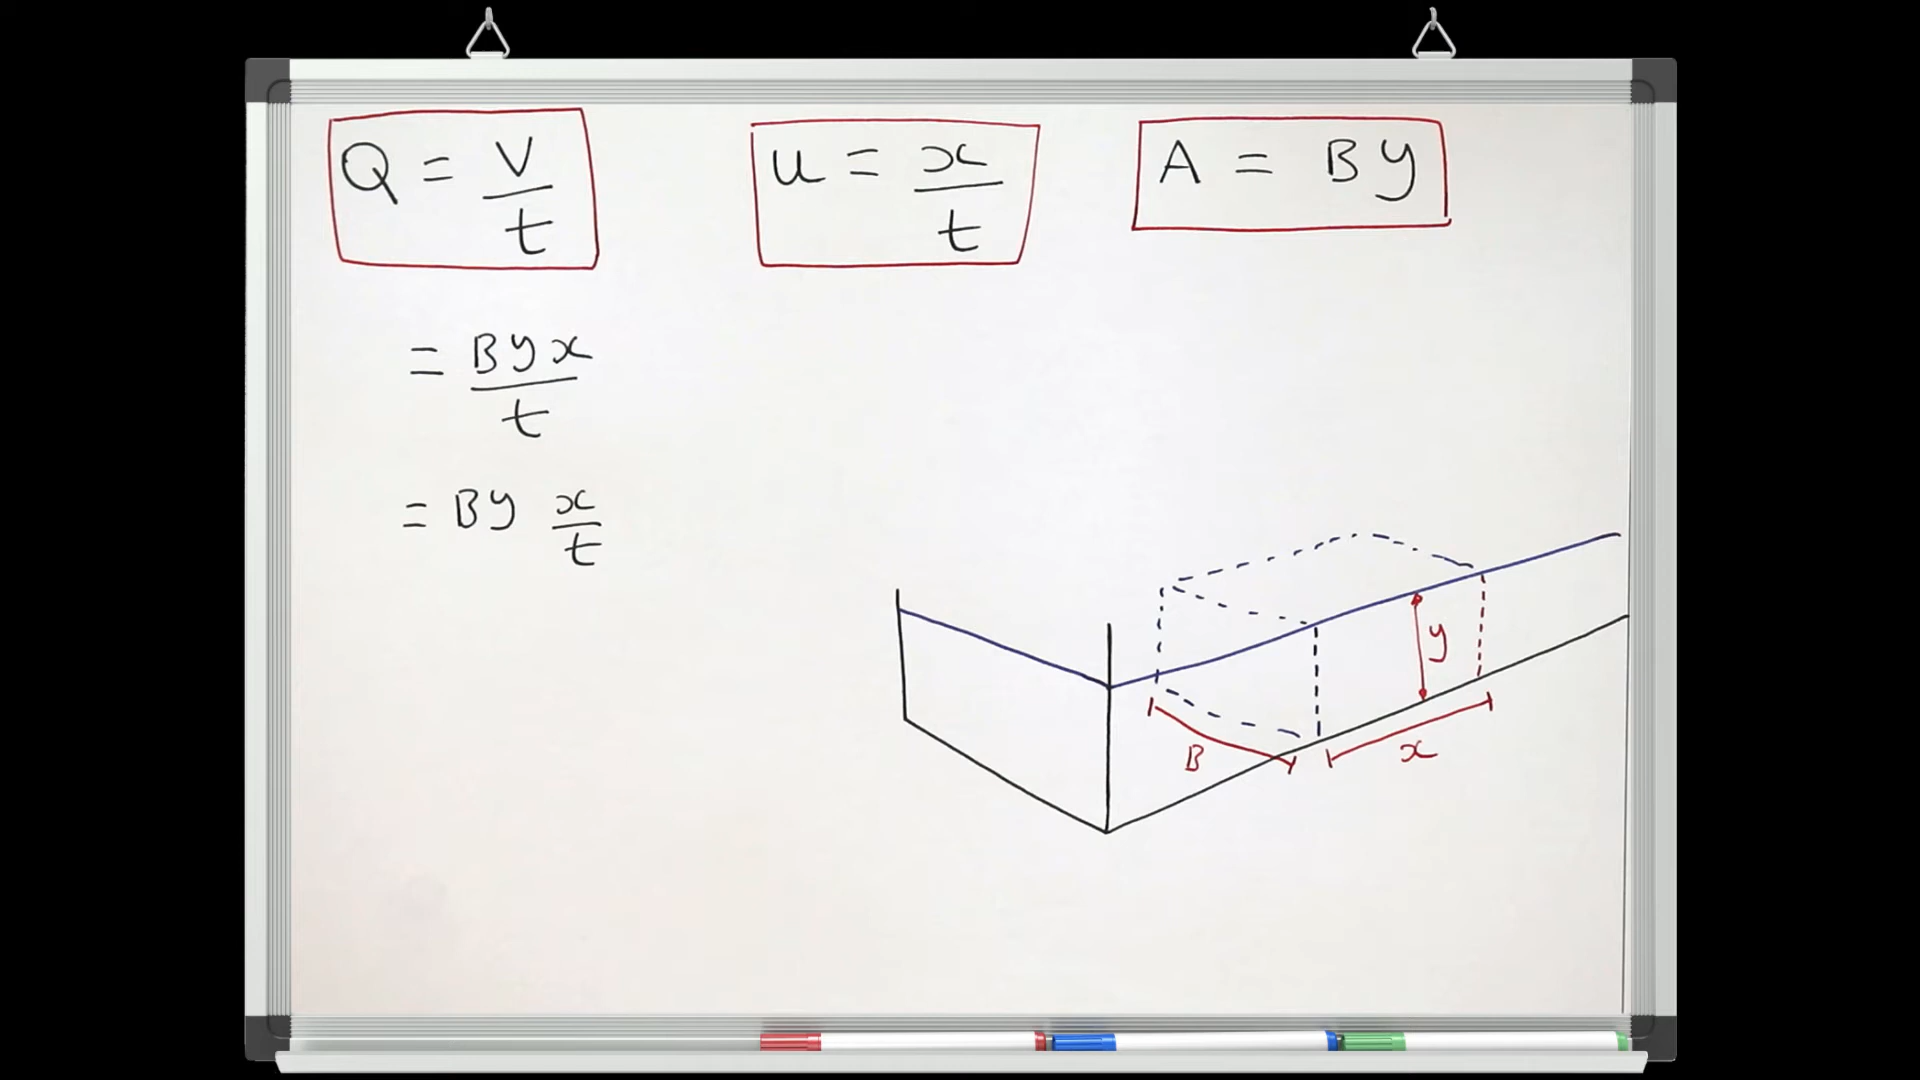 Q = V/t
u = x/t
A = By
= Byx/t
= By x/t
y
B
x